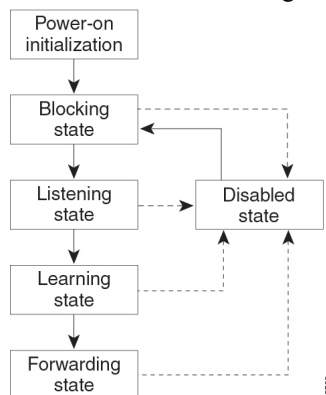 Power-on
initialization
Blocking
state
Listening
state
Disabled
state
Learning
state
Forwarding
state